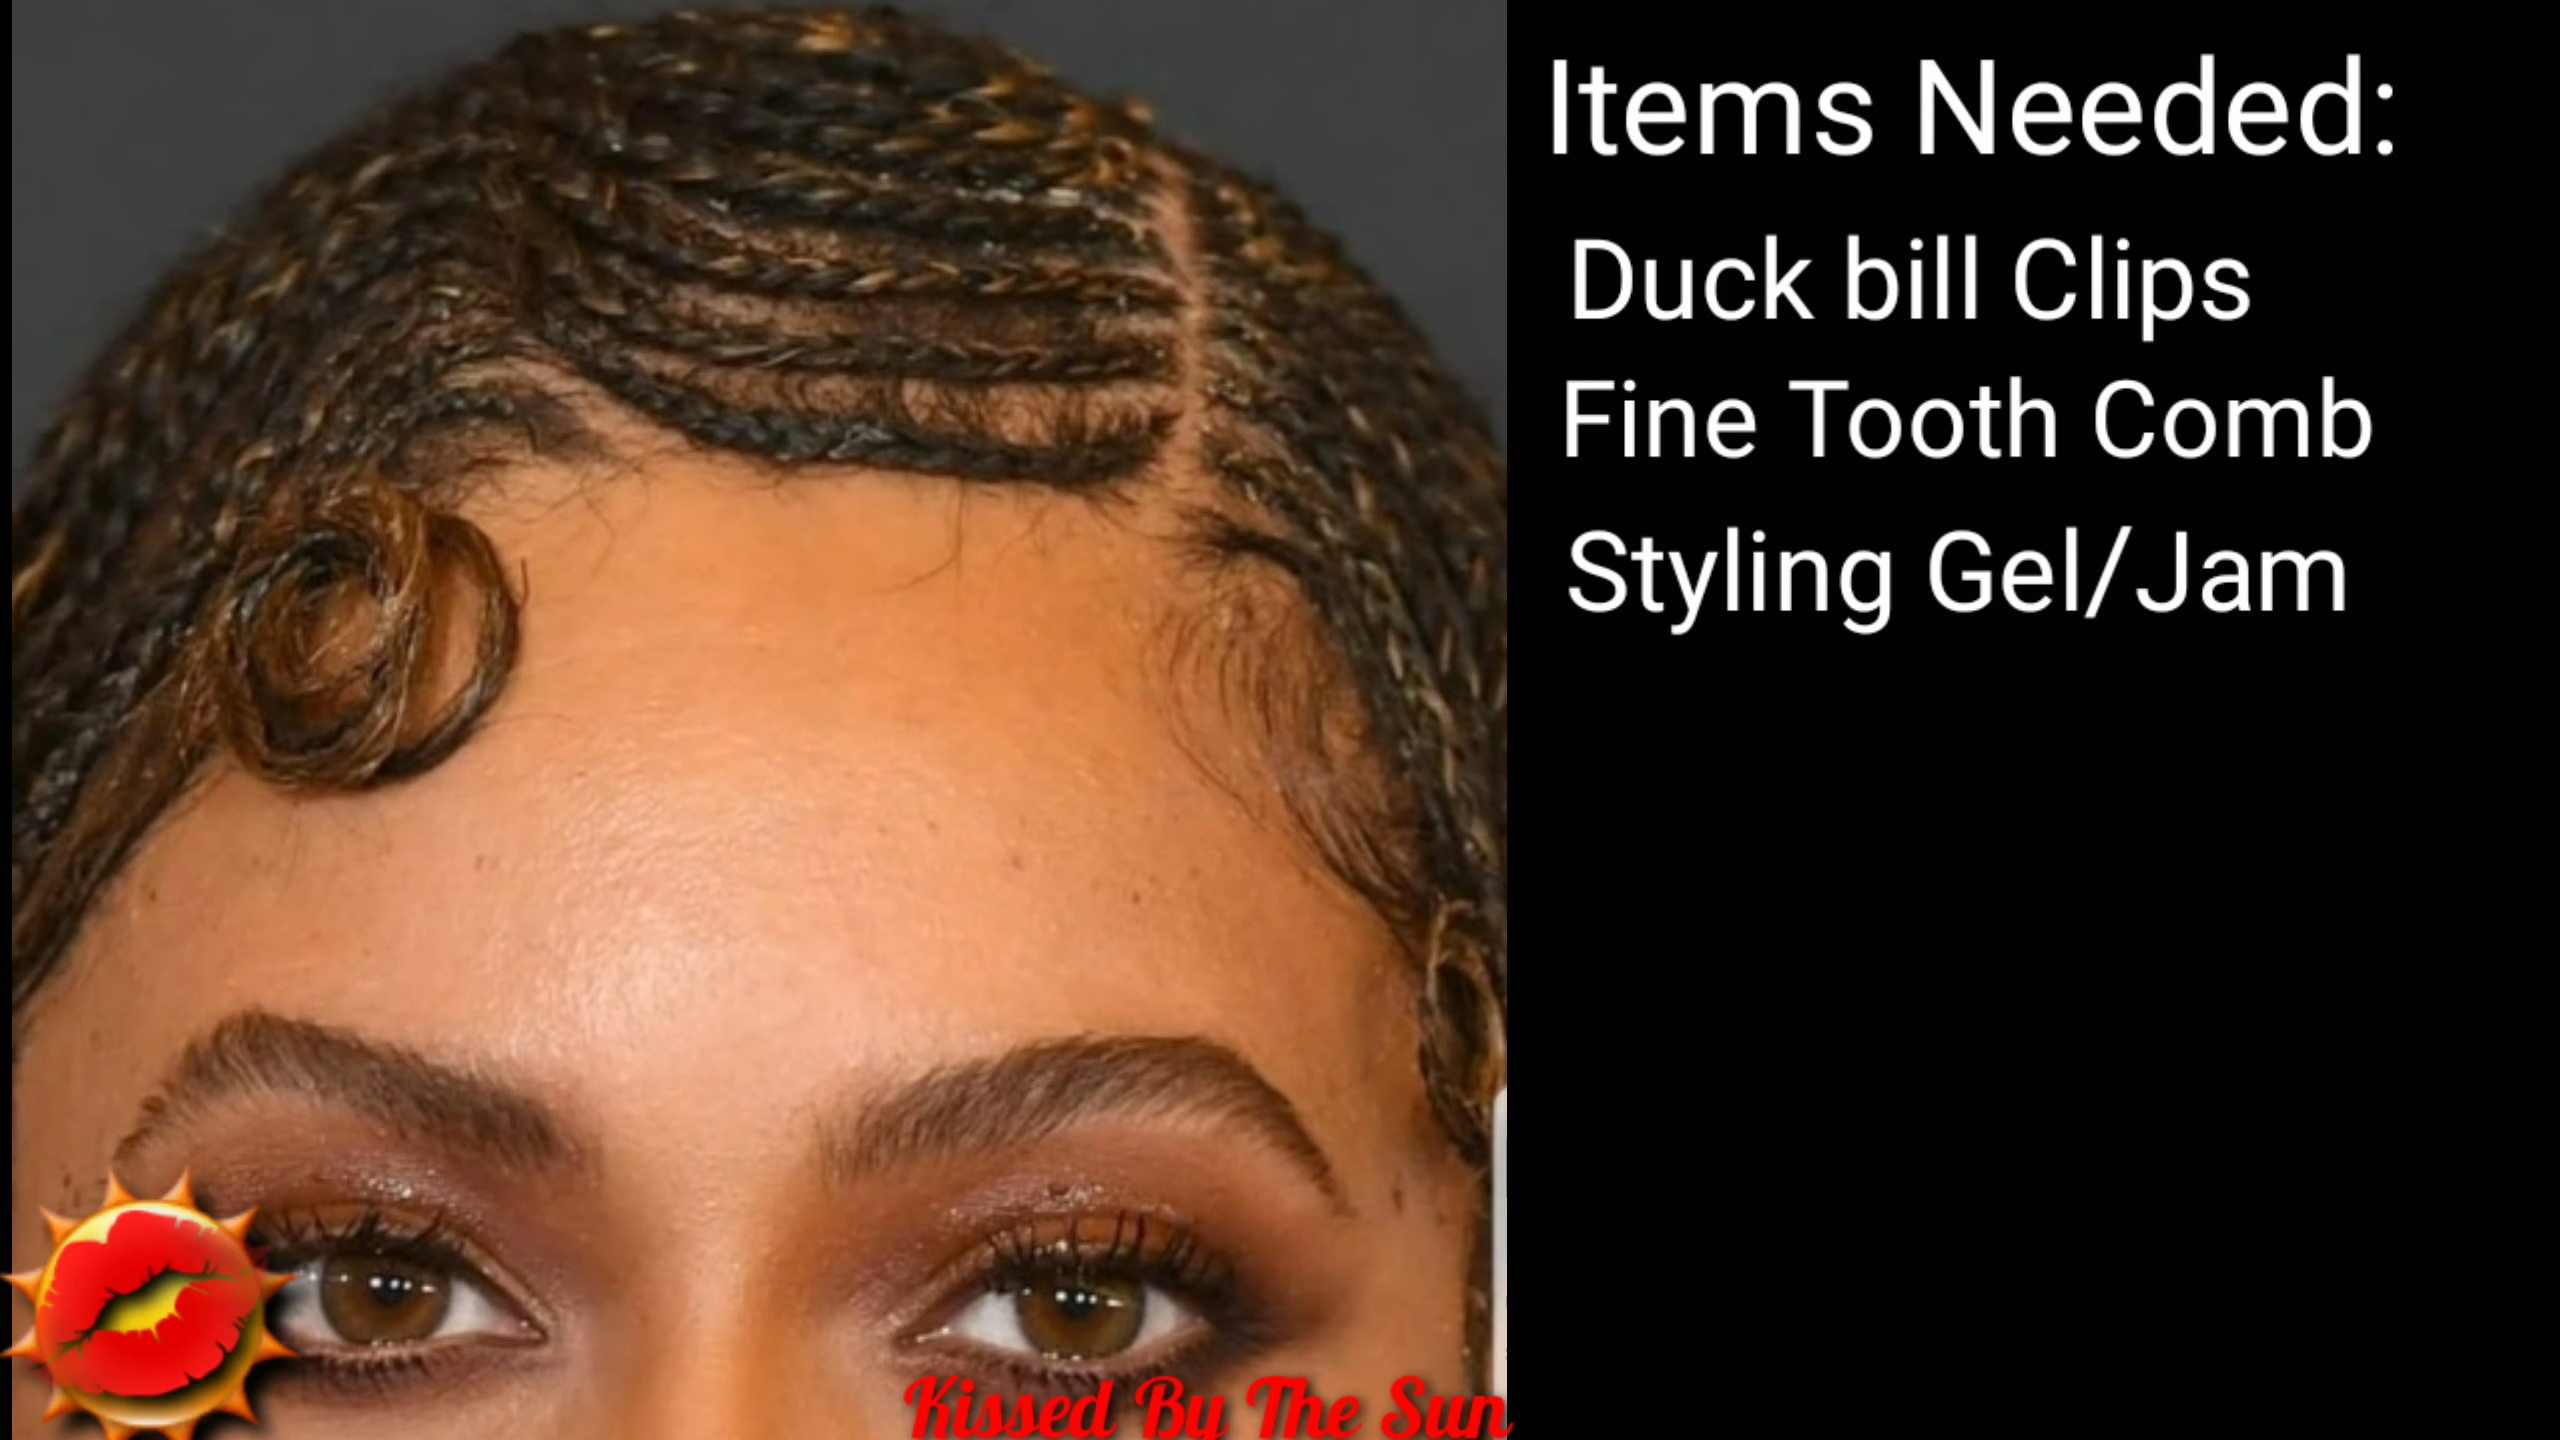 Items Needed:
Duck bill Clips
Fine Tooth Comb
Styling Gel/Jam
Kissed By The Sun